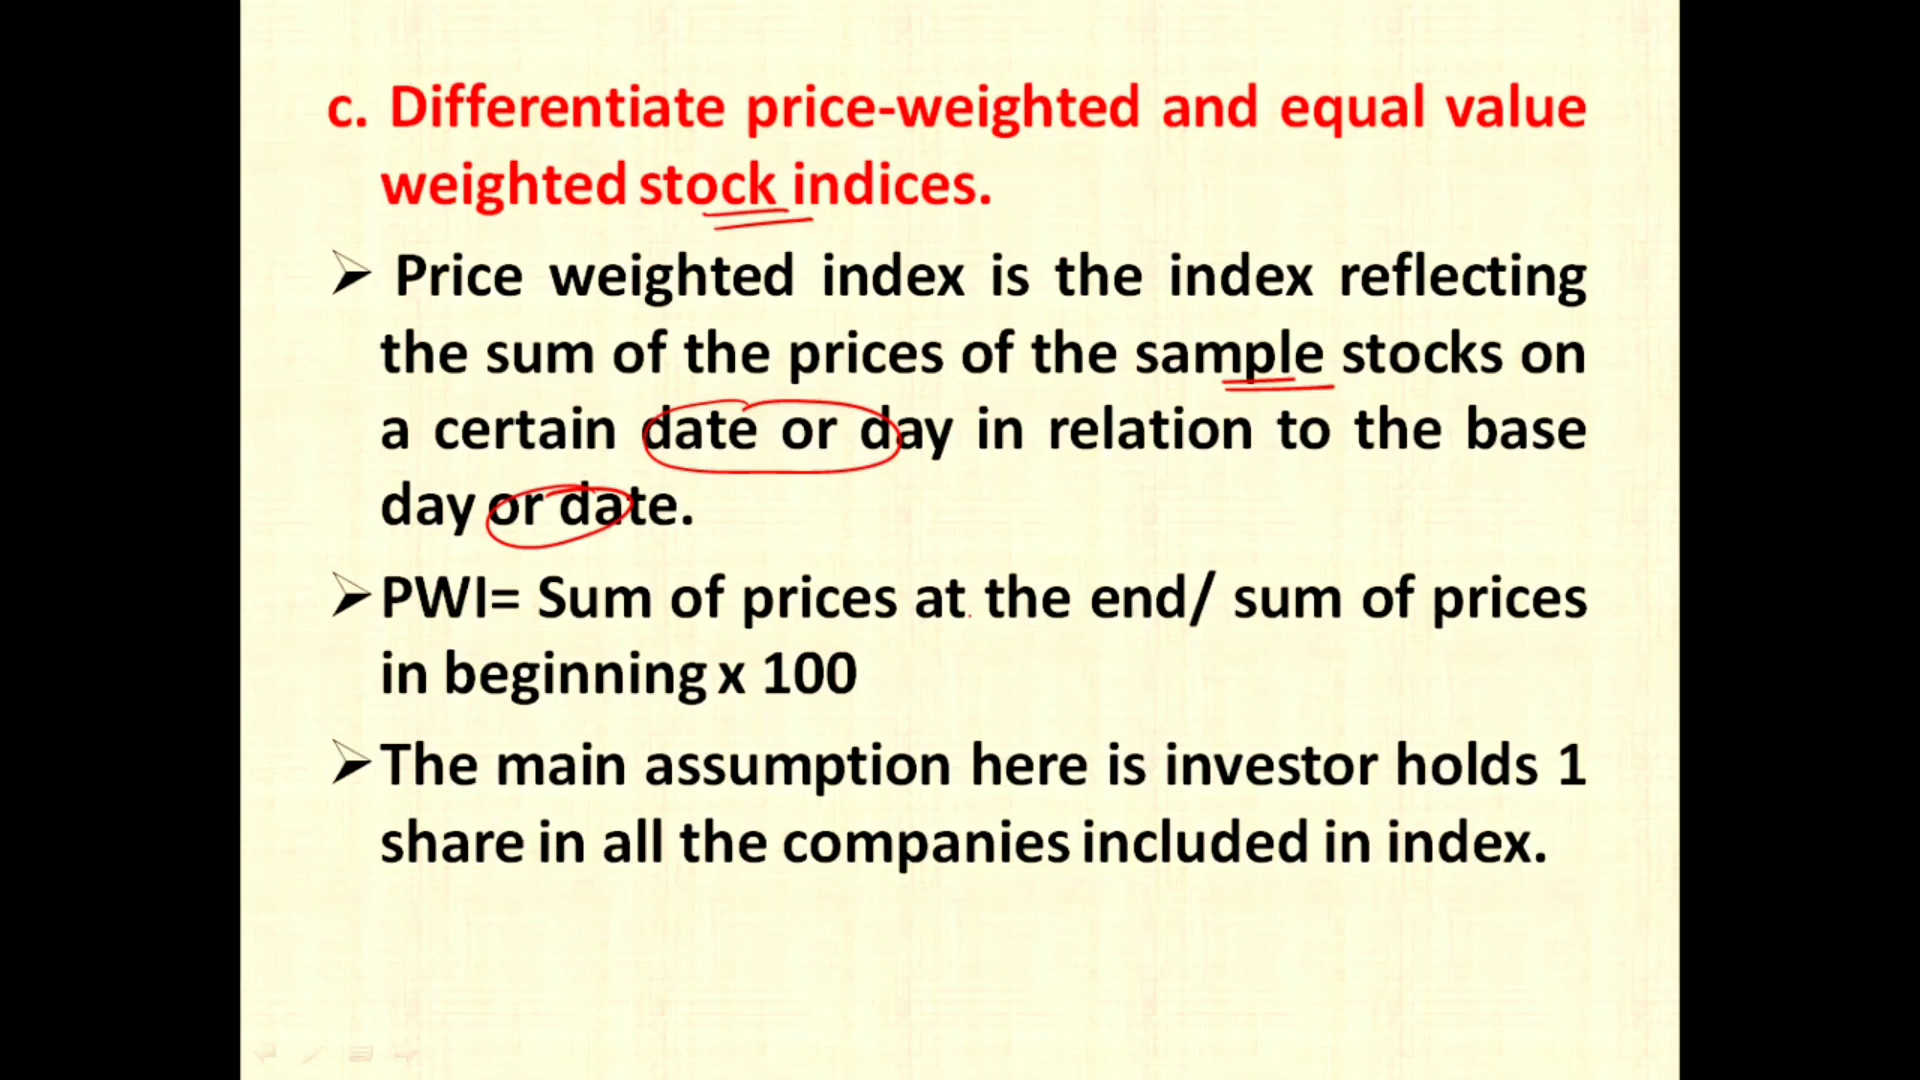 c. Differentiate price-weighted and equal value
weighted stock indices.
➢ Price weighted index is the index reflecting
the sum of the prices of the sample stocks on
a certain date or day in relation to the base
day or date.
➢ PWI= Sum of prices at the end/ sum of prices
in beginning x 100
➢ The main assumption here is investor holds 1
share in all the companies included in index.